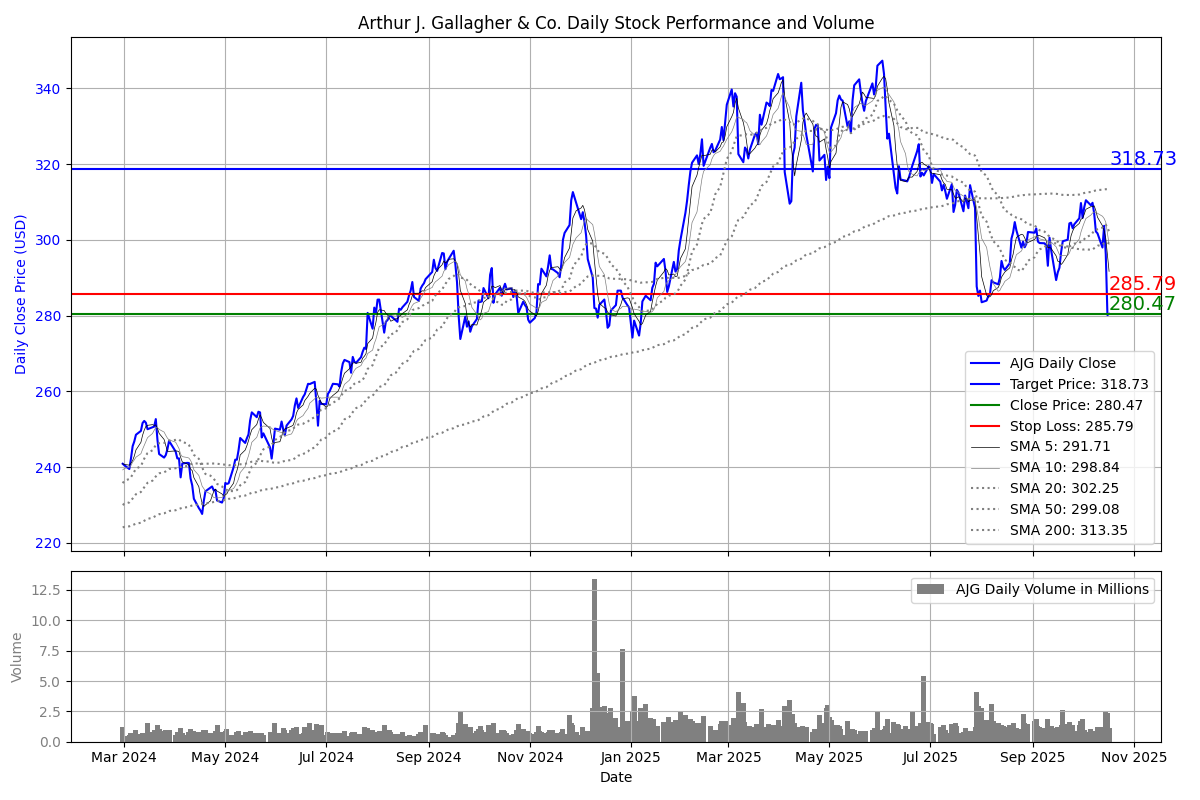 Arthur J. Gallagher & Co. Daily Stock Performance and Volume
Daily Close Price (USD)
340
320
300
280
260
240
220
318.73
285.79
280.47
AJG Daily Close
Target Price: 318.73
Close Price: 280.47
Stop Loss: 285.79
SMA 5: 291.71
SMA 10: 298.84
SMA 20: 302.25
SMA 50: 299.08
SMA 200: 313.35
Volume
12.5
10.0
7.5
5.0
2.5
0.0
AJG Daily Volume in Millions
Mar 2024 May 2024 Jul 2024 Sep 2024 Nov 2024 Jan 2025 Mar 2025 May 2025 Jul 2025 Sep 2025 Nov 2025
Date